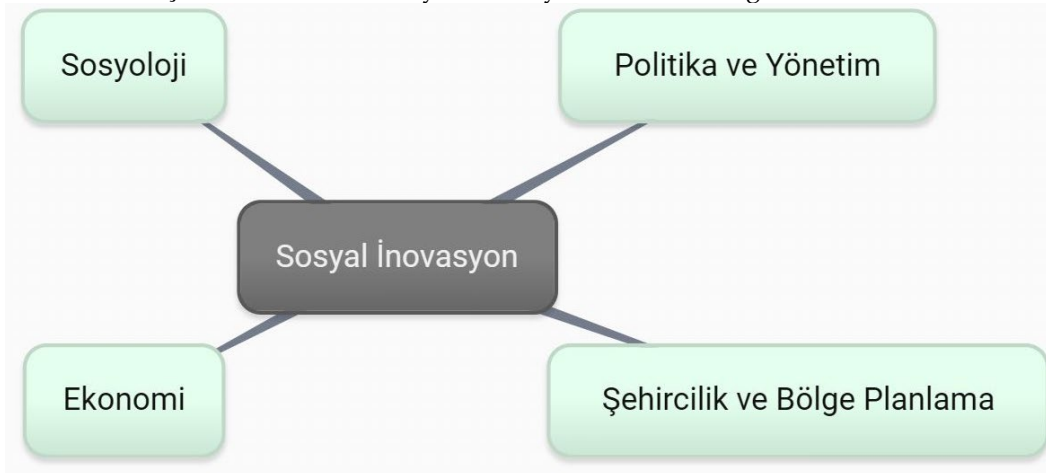 Sosyoloji
Politika ve Yönetim
Sosyal İnovasyon
Ekonomi
Şehircilik ve Bölge Planlama